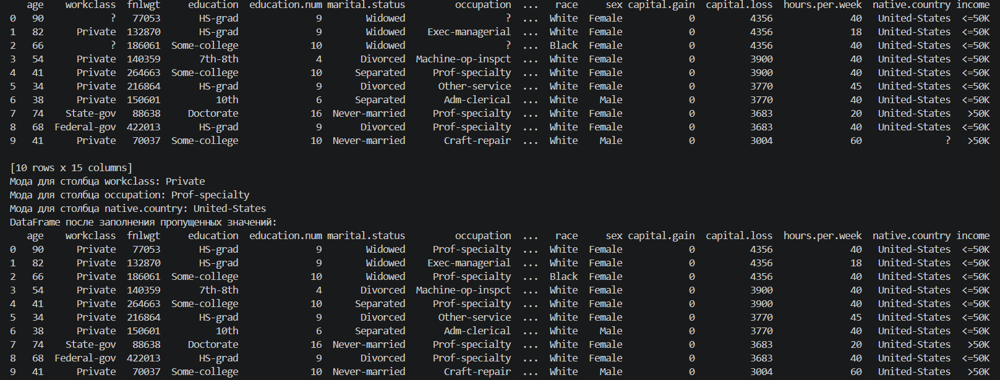 age workclass fnlwgt education education.num marital.status occupation ... race sex capital.gain capital.loss hours.per.week native.country income
0 90 ? 77053 HS-grad 9 Widowed ? ... White Female 0 4356 40 United-States <=50K
1 82 Private 132870 HS-grad 9 Widowed Exec-managerial ... White Female 0 4356 18 United-States <=50K
2 66 ? 186061 Some-college 10 Widowed ? ... Black Female 0 4356 40 United-States <=50K
3 54 Private 140359 7th-8th 4 Divorced Machine-op-inspct ... White Female 0 3900 40 United-States <=50K
4 41 Private 264663 Some-college 10 Separated Prof-specialty ... White Female 0 3900 40 United-States <=50K
5 34 Private 216864 HS-grad 9 Divorced Other-service ... White Female 0 3770 45 United-States <=50K
6 38 Private 150601 10th 6 Separated Adm-clerical ... White Male 0 3770 40 United-States <=50K
7 74 State-gov 88638 Doctorate 16 Never-married Prof-specialty ... White Female 0 3683 20 United-States >50K
8 68 Federal-gov 422013 HS-grad 9 Divorced Prof-specialty ... White Female 0 3683 40 United-States <=50K
9 41 Private 70037 Some-college 10 Never-married Craft-repair ... White Male 0 3004 60 ? >50K
[10 rows x 15 columns]
Мода для столбца workclass: Private
Мода для столбца occupation: Prof-specialty
Мода для столбца native.country: United-States
DataFrame после заполнения пропущенных значений:
age workclass fnlwgt education education.num marital.status occupation ... race sex capital.gain capital.loss hours.per.week native.country income
0 90 Private 77053 HS-grad 9 Widowed Prof-specialty ... White Female 0 4356 40 United-States <=50K
1 82 Private 132870 HS-grad 9 Widowed Exec-managerial ... White Female 0 4356 18 United-States <=50K
2 66 Private 186061 Some-college 10 Widowed Prof-specialty ... Black Female 0 4356 40 United-States <=50K
3 54 Private 140359 7th-8th 4 Divorced Machine-op-inspct ... White Female 0 3900 40 United-States <=50K
4 41 Private 264663 Some-college 10 Separated Prof-specialty ... White Female 0 3900 40 United-States <=50K
5 34 Private 216864 HS-grad 9 Divorced Other-service ... White Female 0 3770 45 United-States <=50K
6 38 Private 150601 10th 6 Separated Adm-clerical ... White Male 0 3770 40 United-States <=50K
7 74 State-gov 88638 Doctorate 16 Never-married Prof-specialty ... White Female 0 3683 20 United-States >50K
8 68 Federal-gov 422013 HS-grad 9 Divorced Prof-specialty ... White Female 0 3683 40 United-States <=50K
9 41 Private 70037 Some-college 10 Never-married Craft-repair ... White Male 0 3004 60 United-States >50K